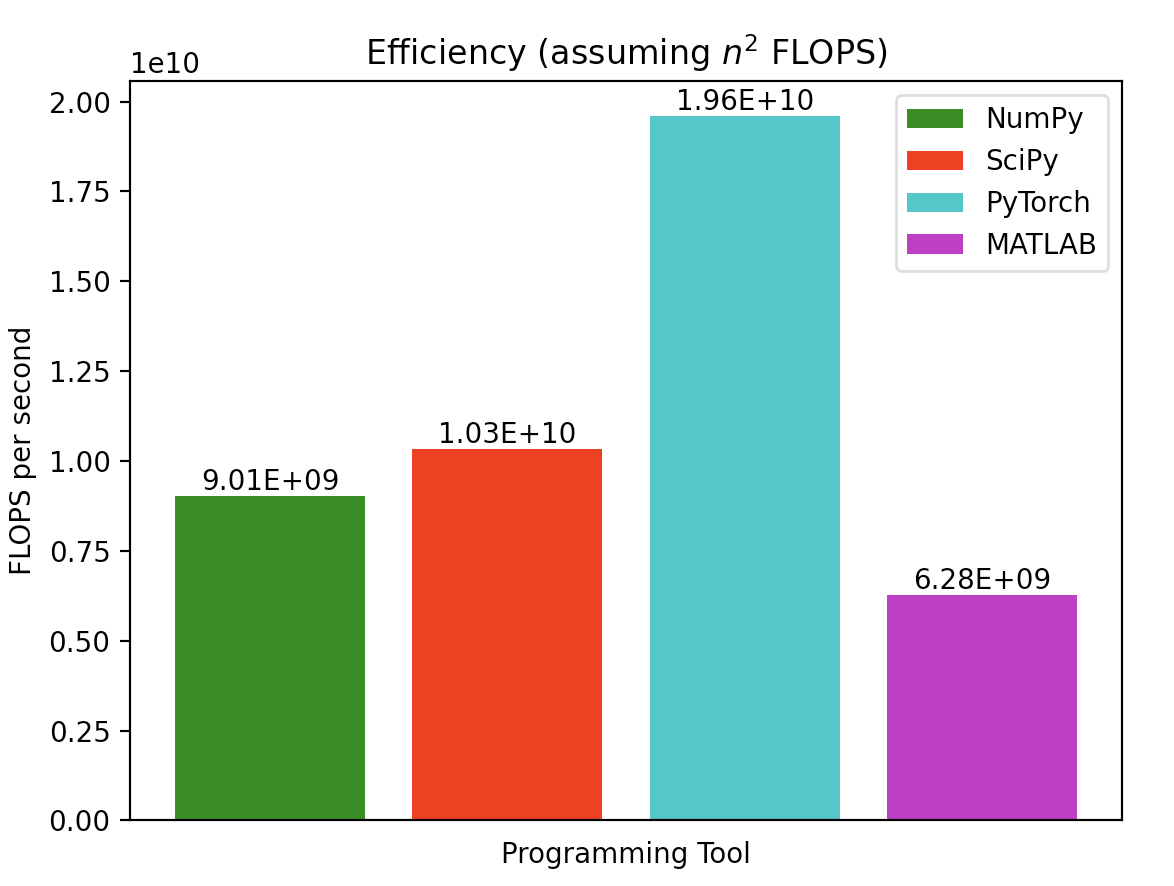 Efficiency (assuming n² FLOPS)
1e10
2.00
1.75
1.50
1.25
1.00
0.75
0.50
0.25
0.00
FLOPS per second
9.01E+09
1.03E+10
1.96E+10
6.28E+09
NumPy
SciPy
PyTorch
MATLAB
Programming Tool